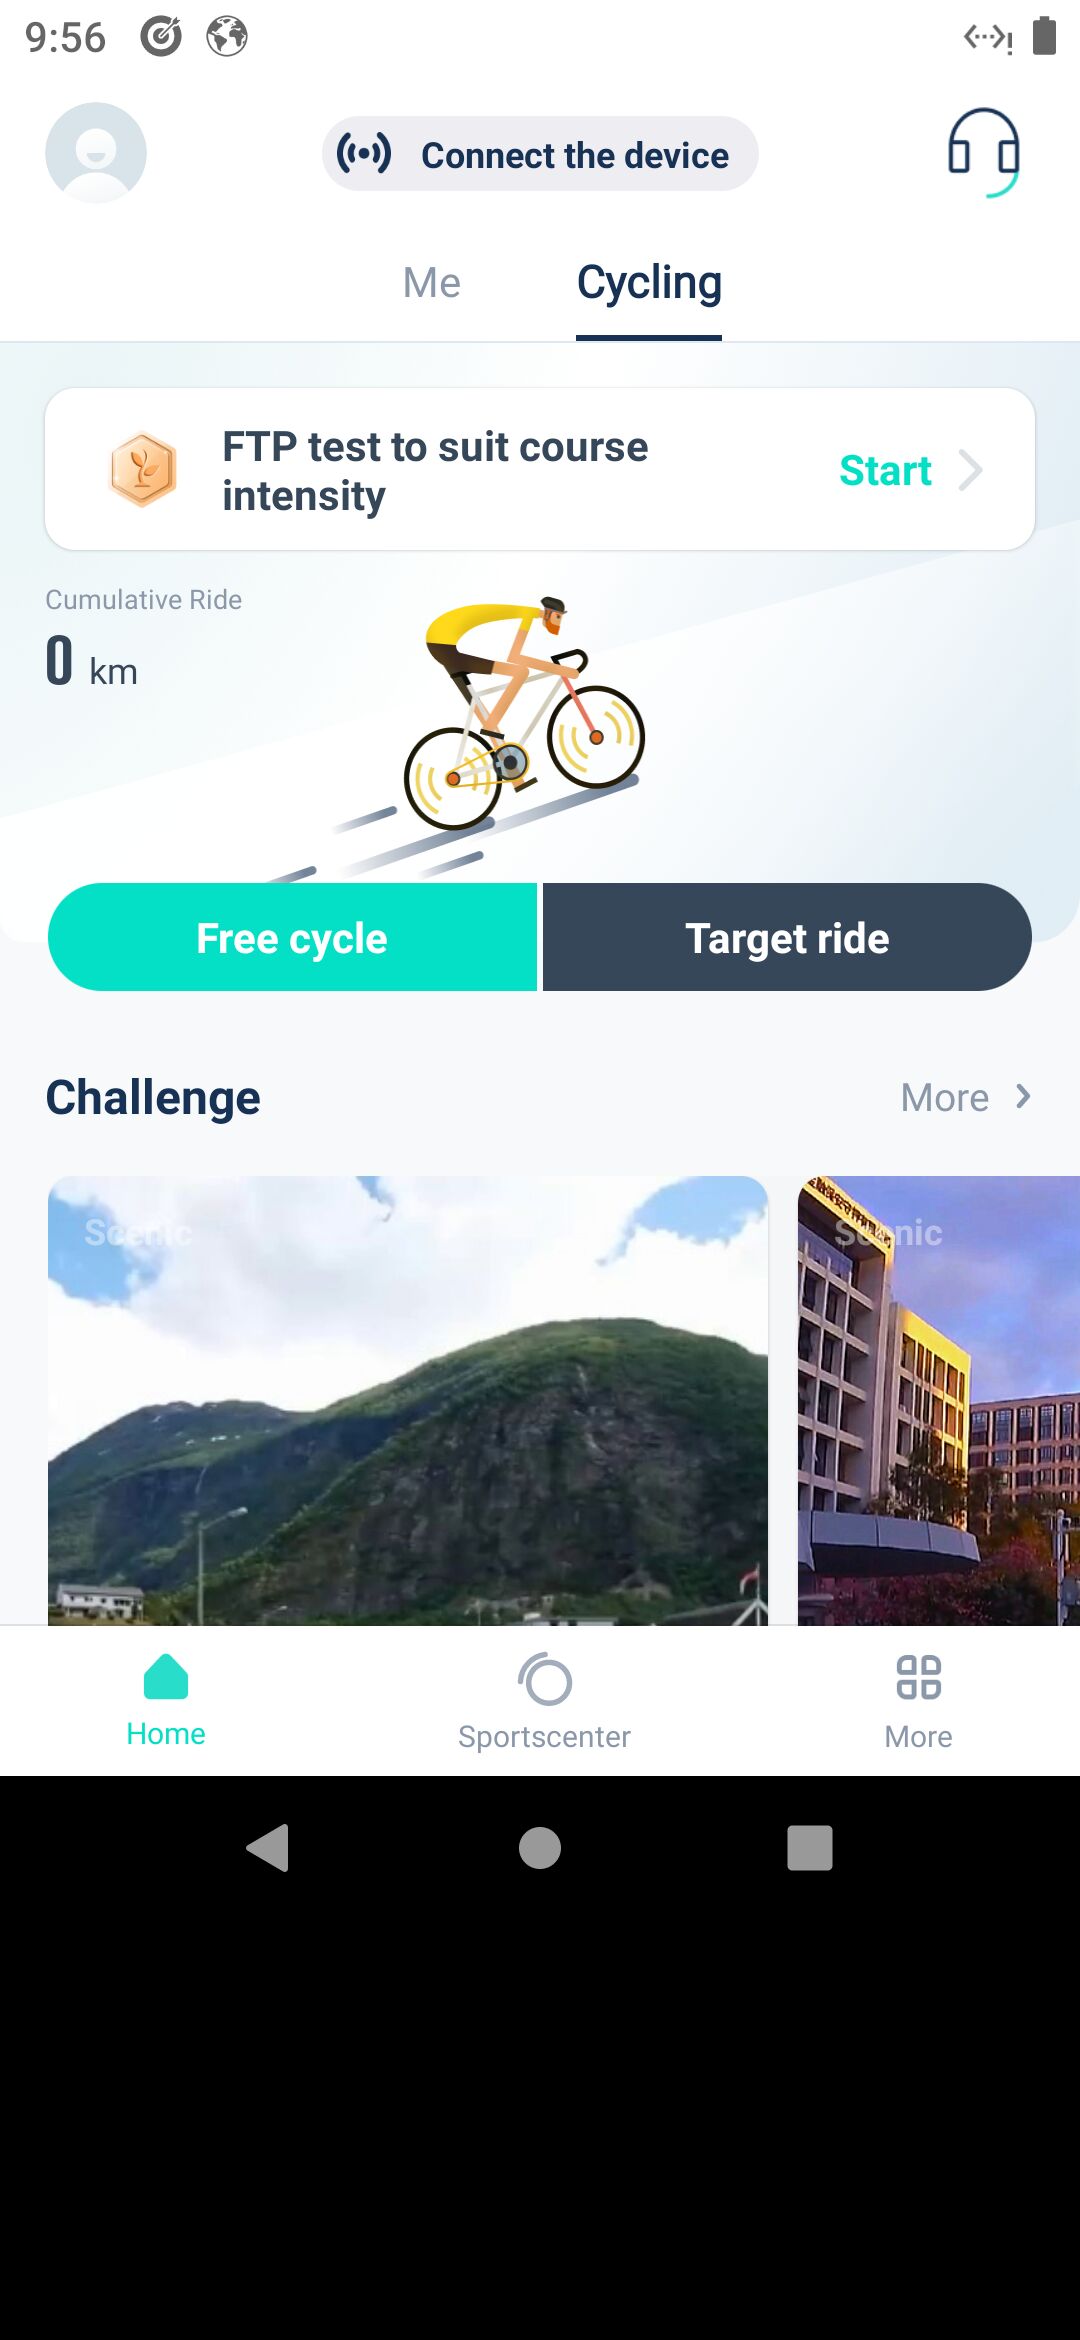 9:56
Connect the device
Me
Cycling
FTP test to suit course
intensity
Start
Cumulative Ride
0 km
Free cycle
Target ride
Challenge
More
Scenic
Scenic
Home
Sportscenter
More